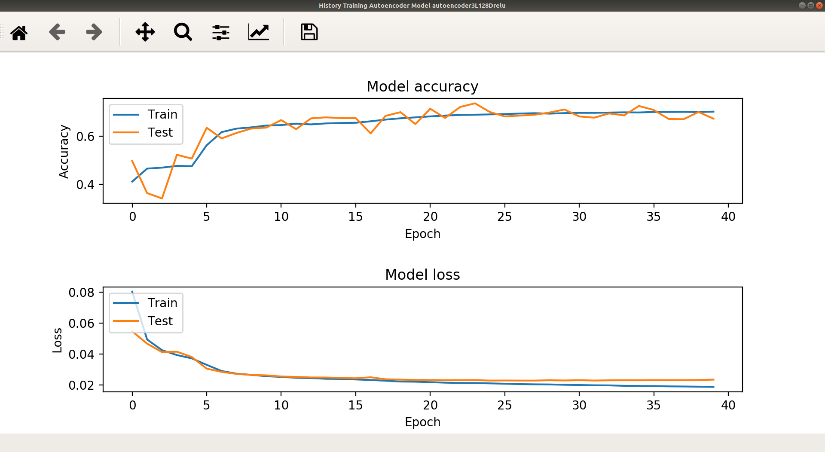 History Training Autoencoder Model autoencoder3L128Drelu
Model accuracy
Train
Test
Accuracy
0.6
0.4
0 5 10 15 20 25 30 35 40
Epoch
Model loss
Train
Test
Loss
0.08
0.06
0.04
0.02
0 5 10 15 20 25 30 35 40
Epoch